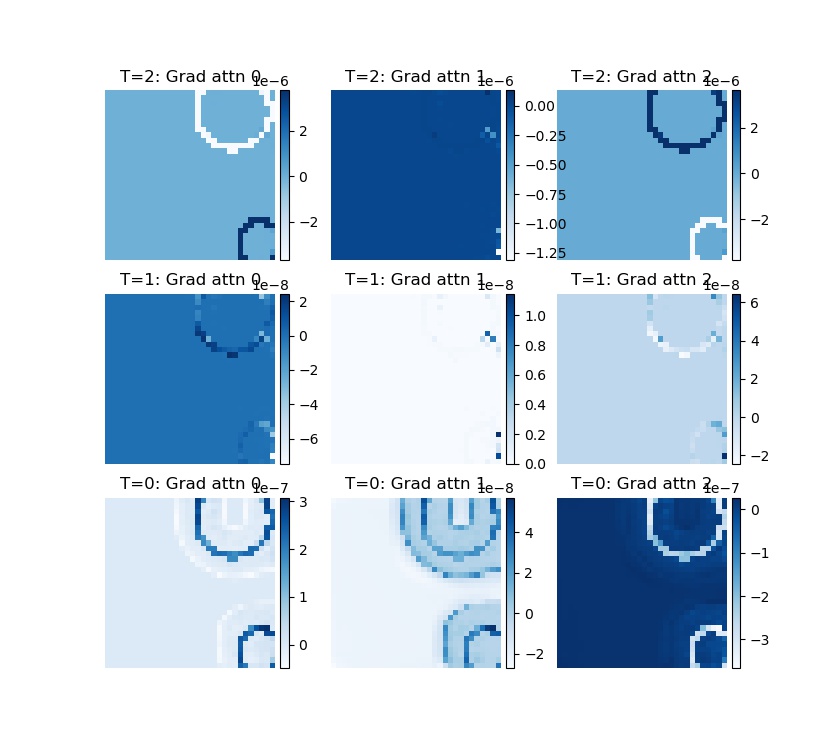 T=2: Grad attn 0
1e−6
T=2: Grad attn 1
1e−6
T=2: Grad attn 2
1e−6
2
0
−2
0.00
−0.25
−0.50
−0.75
−1.00
−1.25
2
0
−2
T=1: Grad attn 0
1e−8
T=1: Grad attn 1
1e−8
T=1: Grad attn 2
1e−8
2
0
−2
−4
−6
1.0
0.8
0.6
0.4
0.2
0.0
6
4
2
0
−2
T=0: Grad attn 0
1e−7
T=0: Grad attn 1
1e−8
T=0: Grad attn 2
1e−7
3
2
1
0
4
2
0
−2
0
−1
−2
−3